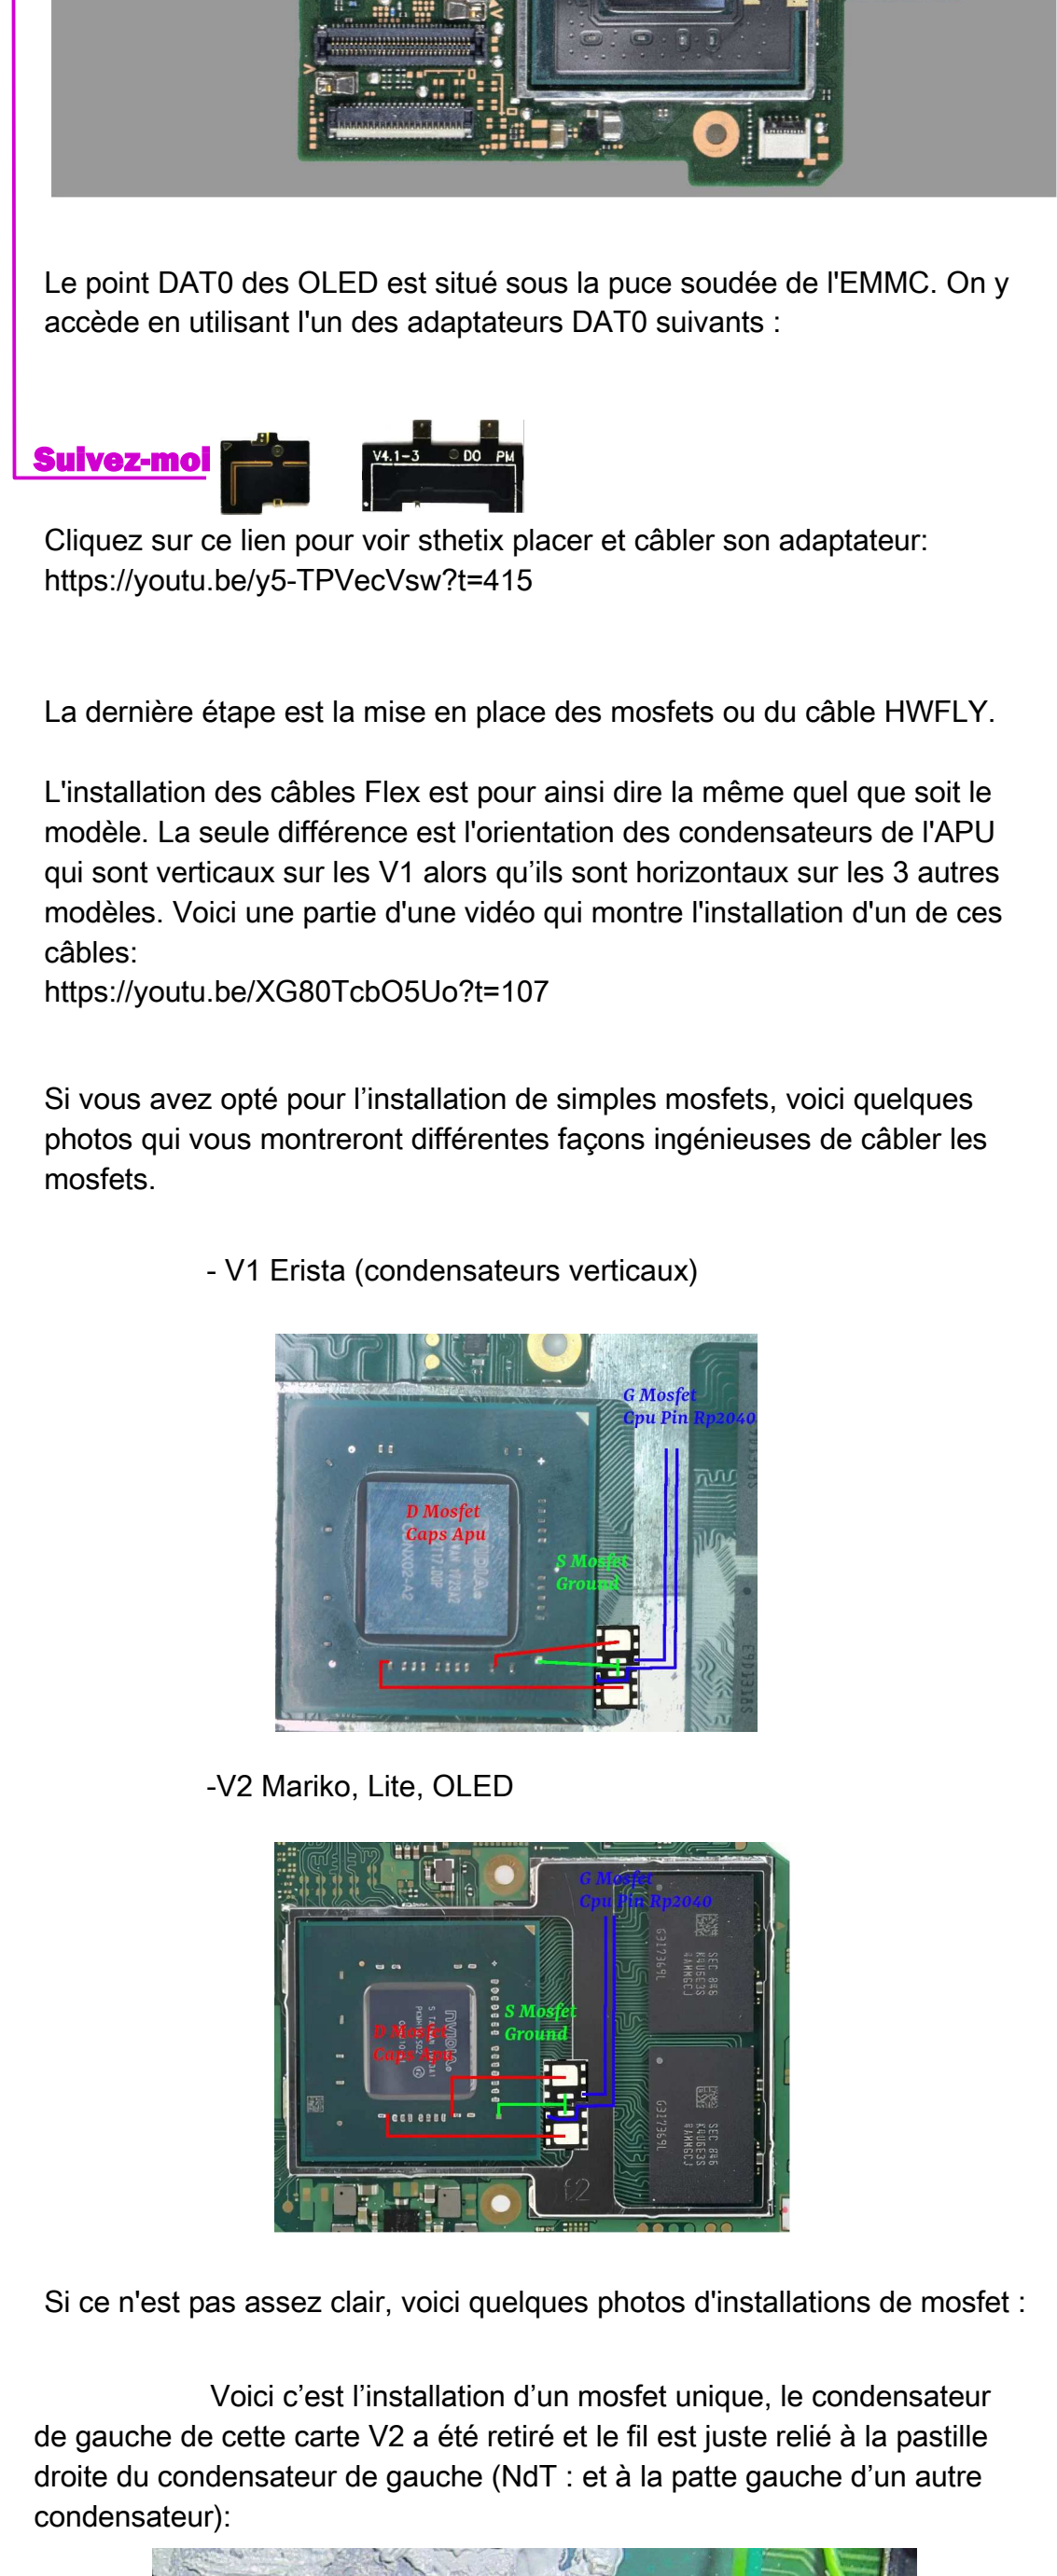 Le point DAT0 des OLED est situé sous la puce soudée de l'EMMC. On y
accède en utilisant l'un des adaptateurs DAT0 suivants :
Suivez-moi
V4.1-3 DO PM
Cliquez sur ce lien pour voir sthetix placer et câbler son adaptateur:
https://youtu.be/y5-TPVecVsw?t=415
La dernière étape est la mise en place des mosfets ou du câble HWFLY.
L'installation des câbles Flex est pour ainsi dire la même quel que soit le
modèle. La seule différence est l'orientation des condensateurs de l'APU
qui sont verticaux sur les V1 alors qu’ils sont horizontaux sur les 3 autres
modèles. Voici une partie d'une vidéo qui montre l'installation d'un de ces
câbles:
https://youtu.be/XG80TcbO5Uo?t=107
Si vous avez opté pour l’installation de simples mosfets, voici quelques
photos qui vous montreront différentes façons ingénieuses de câbler les
mosfets.
- V1 Erista (condensateurs verticaux)
G Mosfet
Cpu Pin Rp2040
D Mosfet
Caps Apu
S Mosfet
Ground
-V2 Mariko, Lite, OLED
G Mosfet
Cpu Pin Rp2040
S Mosfet
Ground
D Mosfet
Caps Apu
NVIDIA
SEC 846
K4U6E3S
SEC 846
K4U6E3S
Si ce n'est pas assez clair, voici quelques photos d'installations de mosfet :
Voici c’est l’installation d’un mosfet unique, le condensateur
de gauche de cette carte V2 a été retiré et le fil est juste relié à la pastille
droite du condensateur de gauche (NdT : et à la patte gauche d’un autre
condensateur):